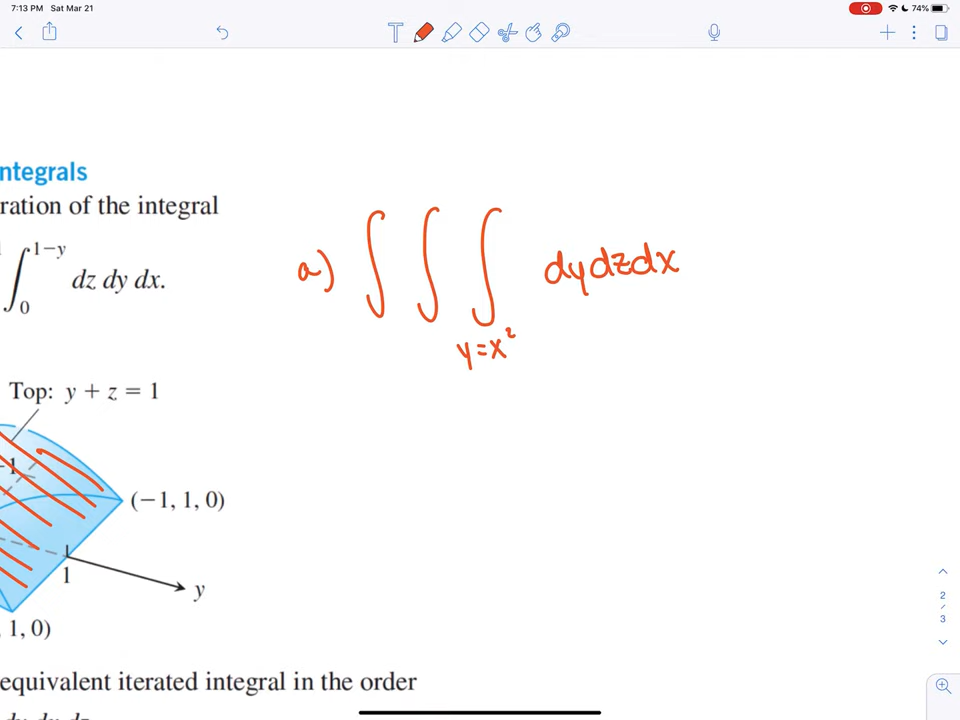 7:13 PM Sat Mar 21
74%
ntegrals
ration of the integral
∫₀^{1−y} dz dy dx.
a) ∫ ∫ ∫_{y=x²} dydzdx
Top: y + z = 1
-1
(−1, 1, 0)
1
y
1, 0)
2
/
3
equivalent iterated integral in the order